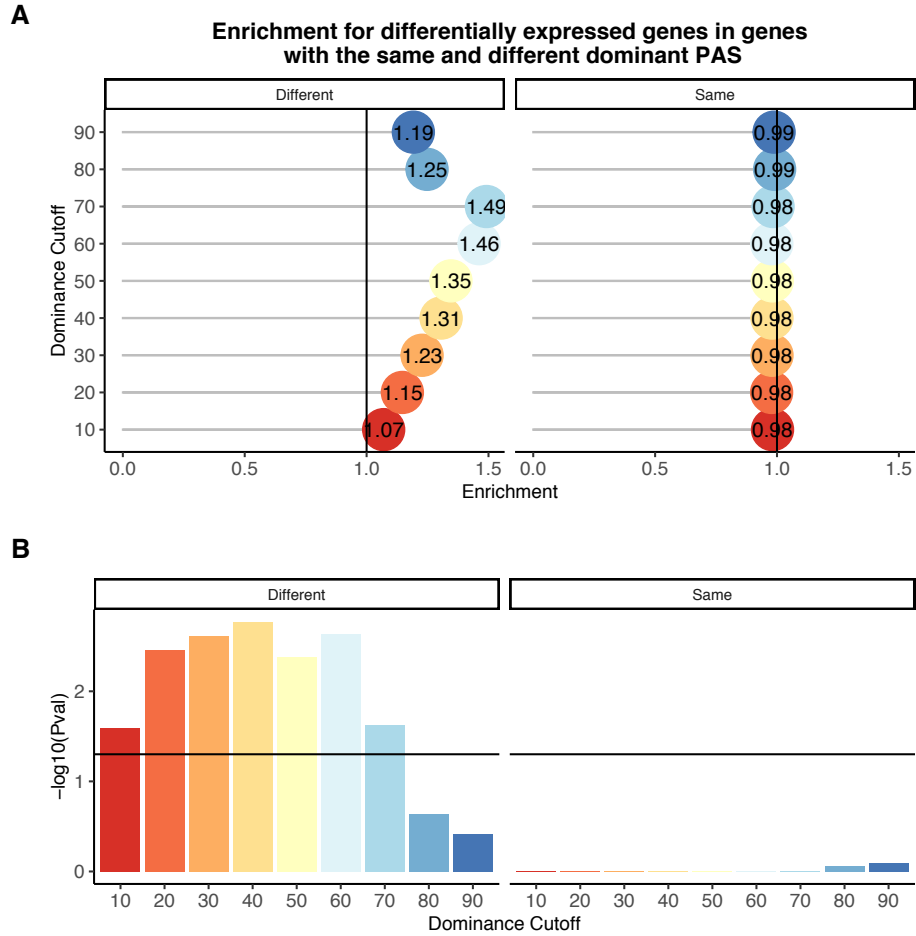 A
Enrichment for differentially expressed genes in genes
with the same and different dominant PAS
Different
Same
Dominance Cutoff
90
80
70
60
50
40
30
20
10
1.19
1.25
1.49
1.46
1.35
1.31
1.23
1.15
1.07
0.99
0.99
0.98
0.98
0.98
0.98
0.98
0.98
0.98
0.0 0.5 1.0 1.5
0.0 0.5 1.0 1.5
Enrichment
B
Different
Same
−log10(Pval)
2
1
0
10 20 30 40 50 60 70 80 90
10 20 30 40 50 60 70 80 90
Dominance Cutoff